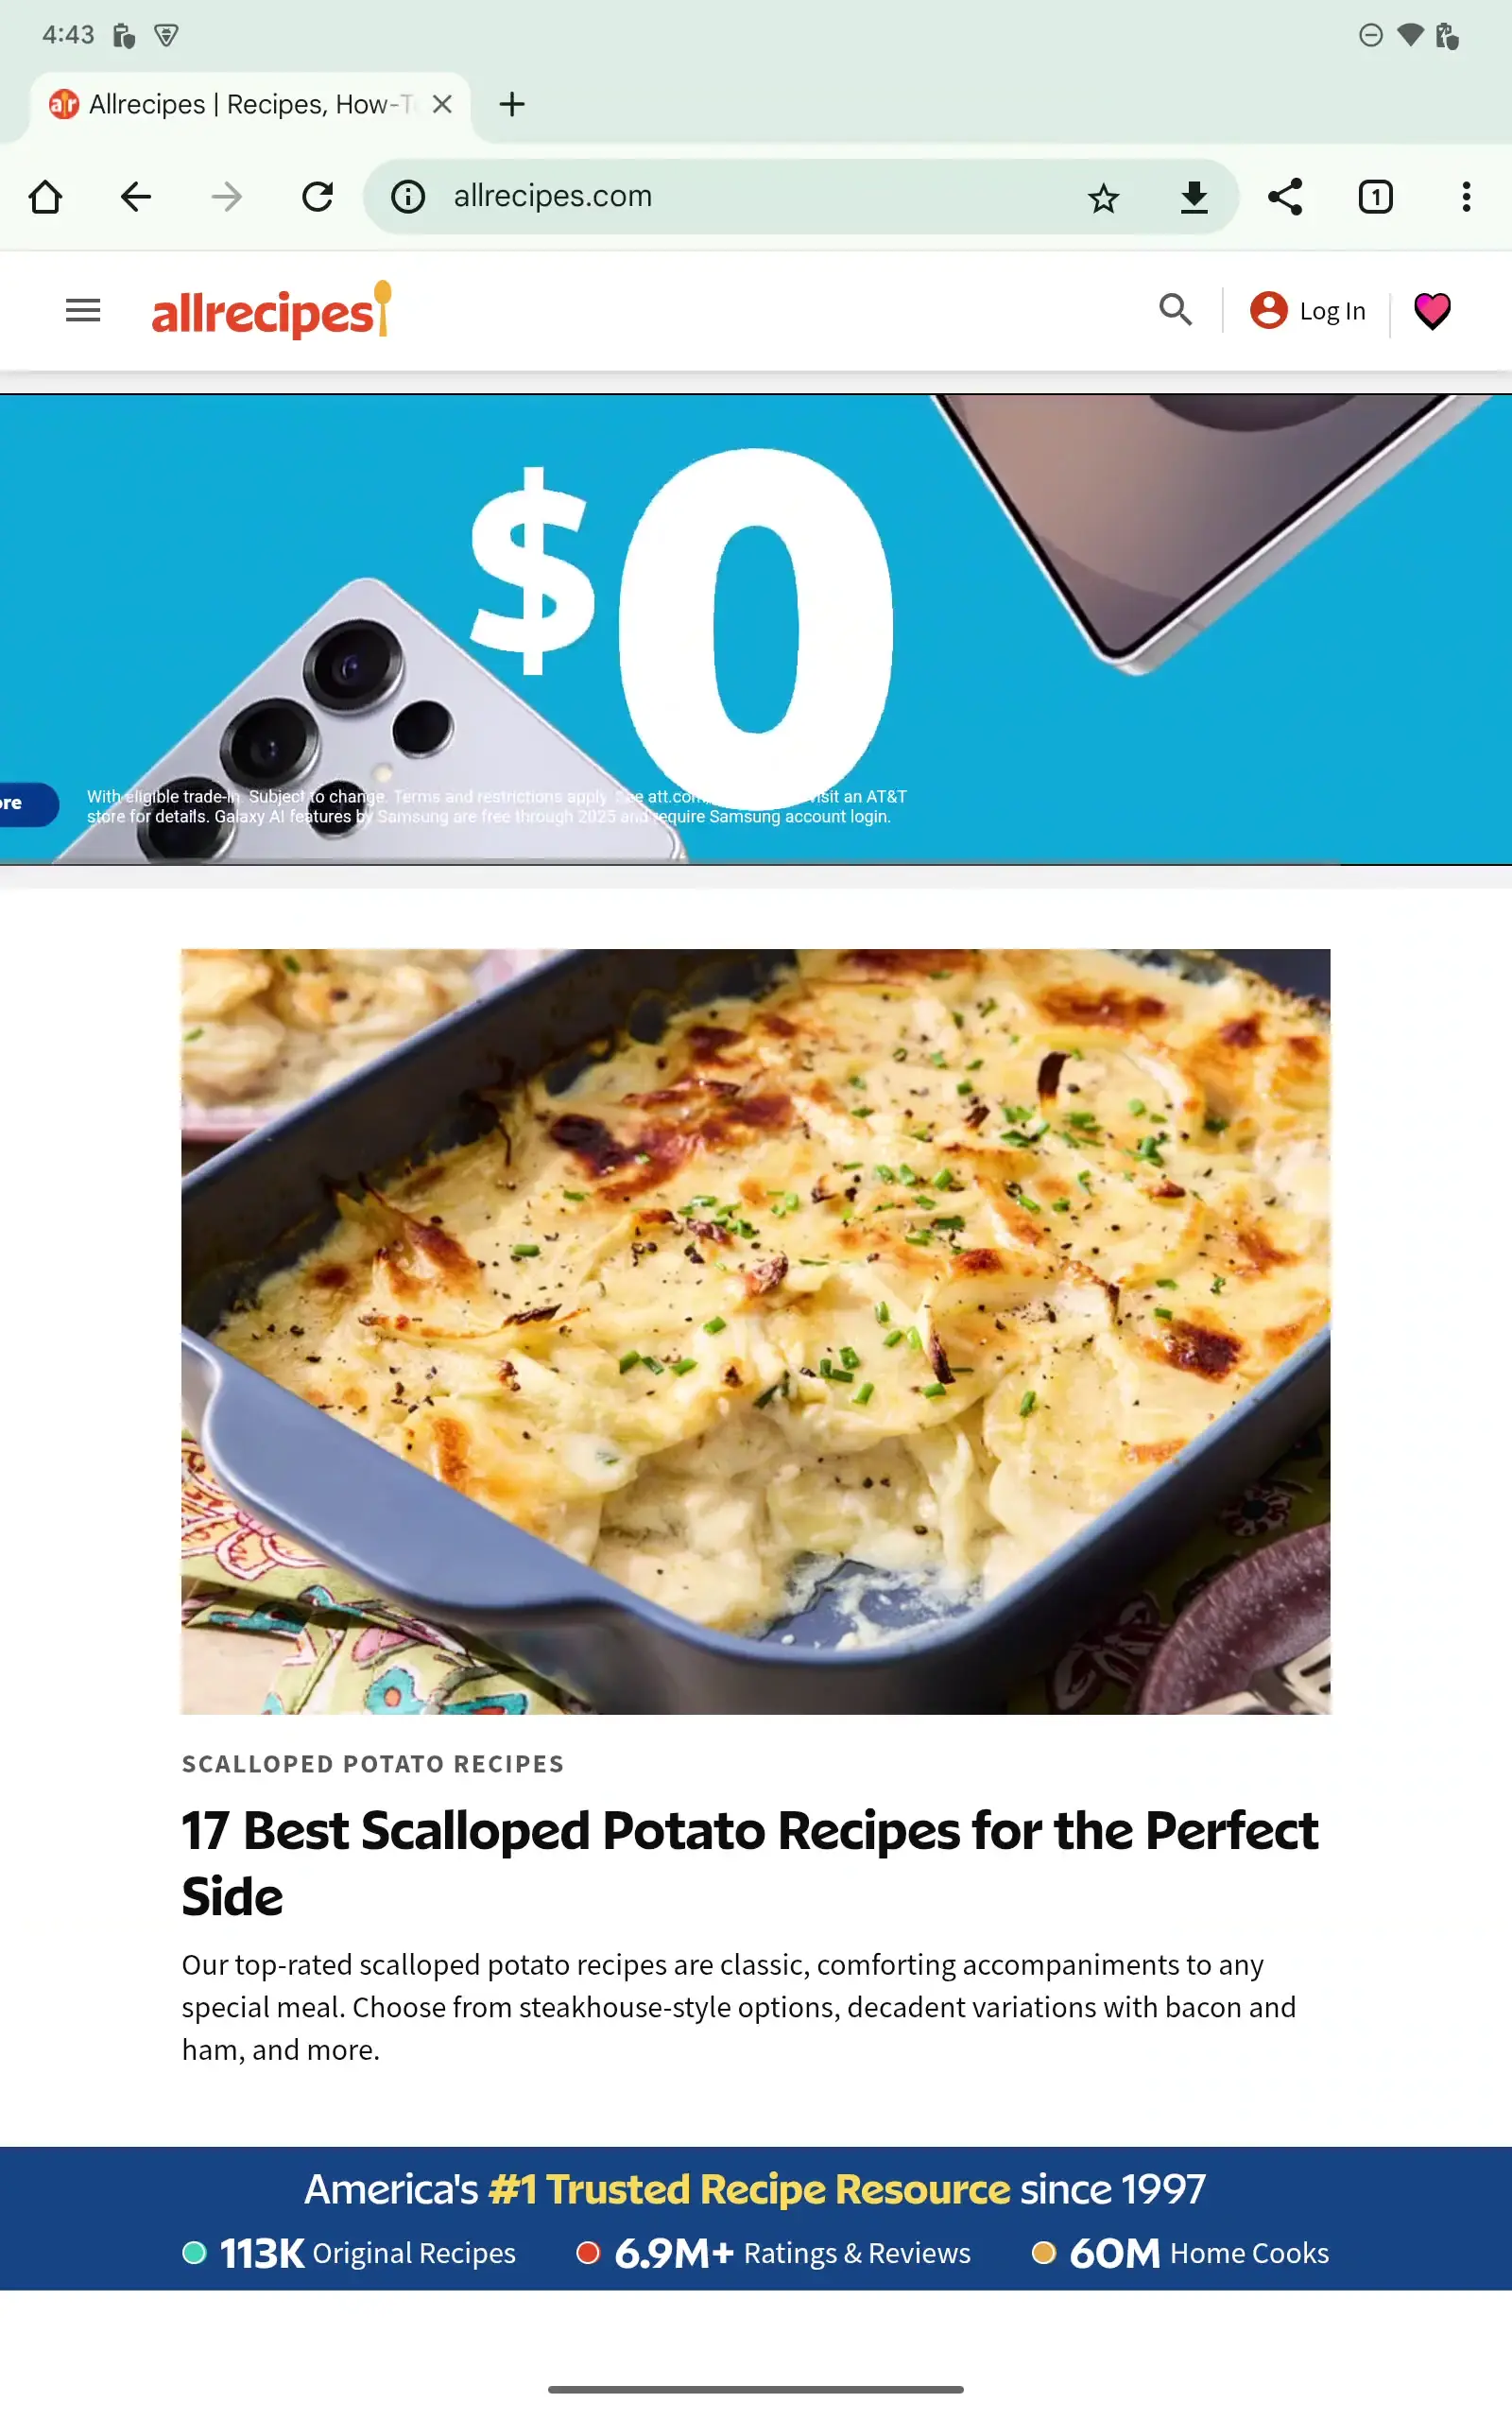 4:43
Allrecipes | Recipes, How-T
allrecipes.com
1
allrecipes
Log In
$0
ore
With eligible trade-in. Subject to change. Terms and restrictions apply. See att.com visit an AT&T
store for details. Galaxy AI features by Samsung are free through 2025 and require Samsung account login.
SCALLOPED POTATO RECIPES
17 Best Scalloped Potato Recipes for the Perfect
Side
Our top-rated scalloped potato recipes are classic, comforting accompaniments to any
special meal. Choose from steakhouse-style options, decadent variations with bacon and
ham, and more.
America's #1 Trusted Recipe Resource since 1997
113K Original Recipes 6.9M+ Ratings & Reviews 60M Home Cooks